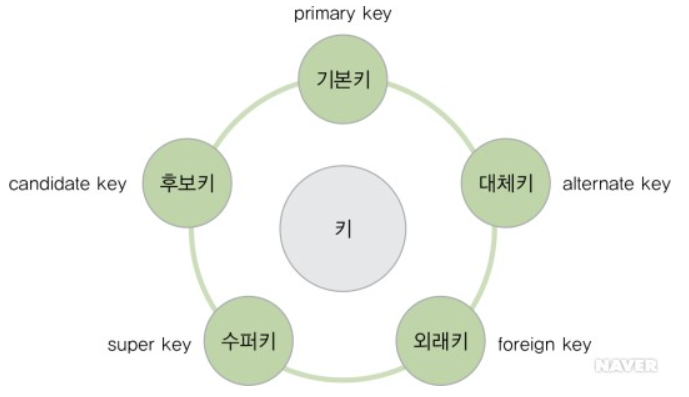 primary key
기본키
candidate key
후보키
대체키
alternate key
키
super key
수퍼키
외래키
foreign key
NAVER